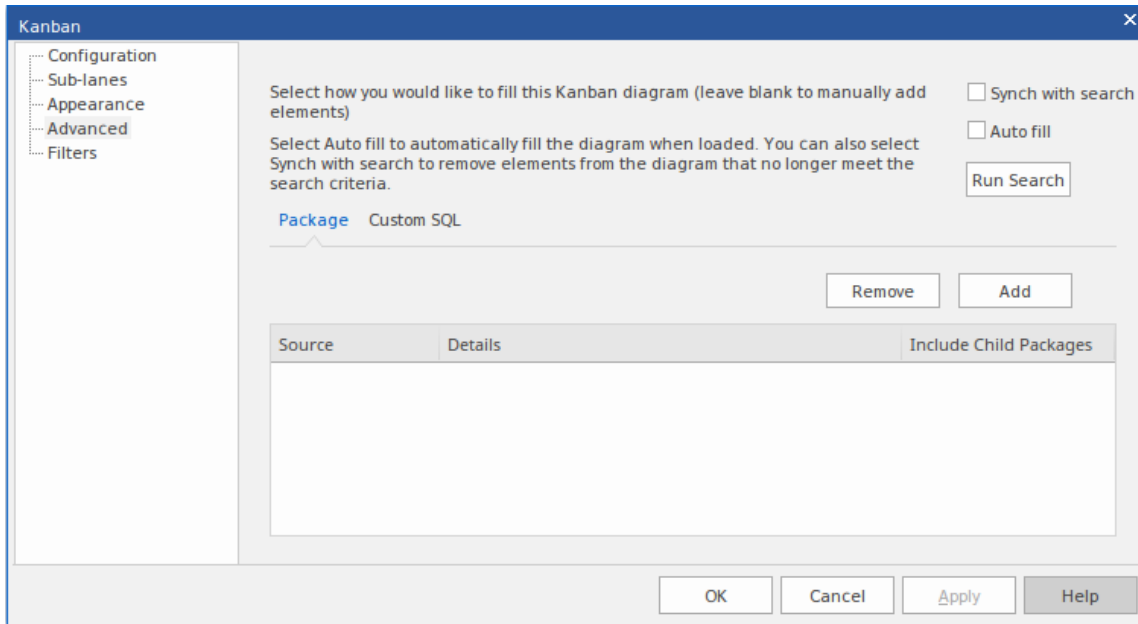 Kanban
Configuration
Sub-lanes
Appearance
Advanced
Filters
Select how you would like to fill this Kanban diagram (leave blank to manually add
elements)
Select Auto fill to automatically fill the diagram when loaded. You can also select
Synch with search to remove elements from the diagram that no longer meet the
search criteria.
Synch with search
Auto fill
Run Search
Package Custom SQL
Remove Add
Source Details Include Child Packages
OK Cancel Apply Help